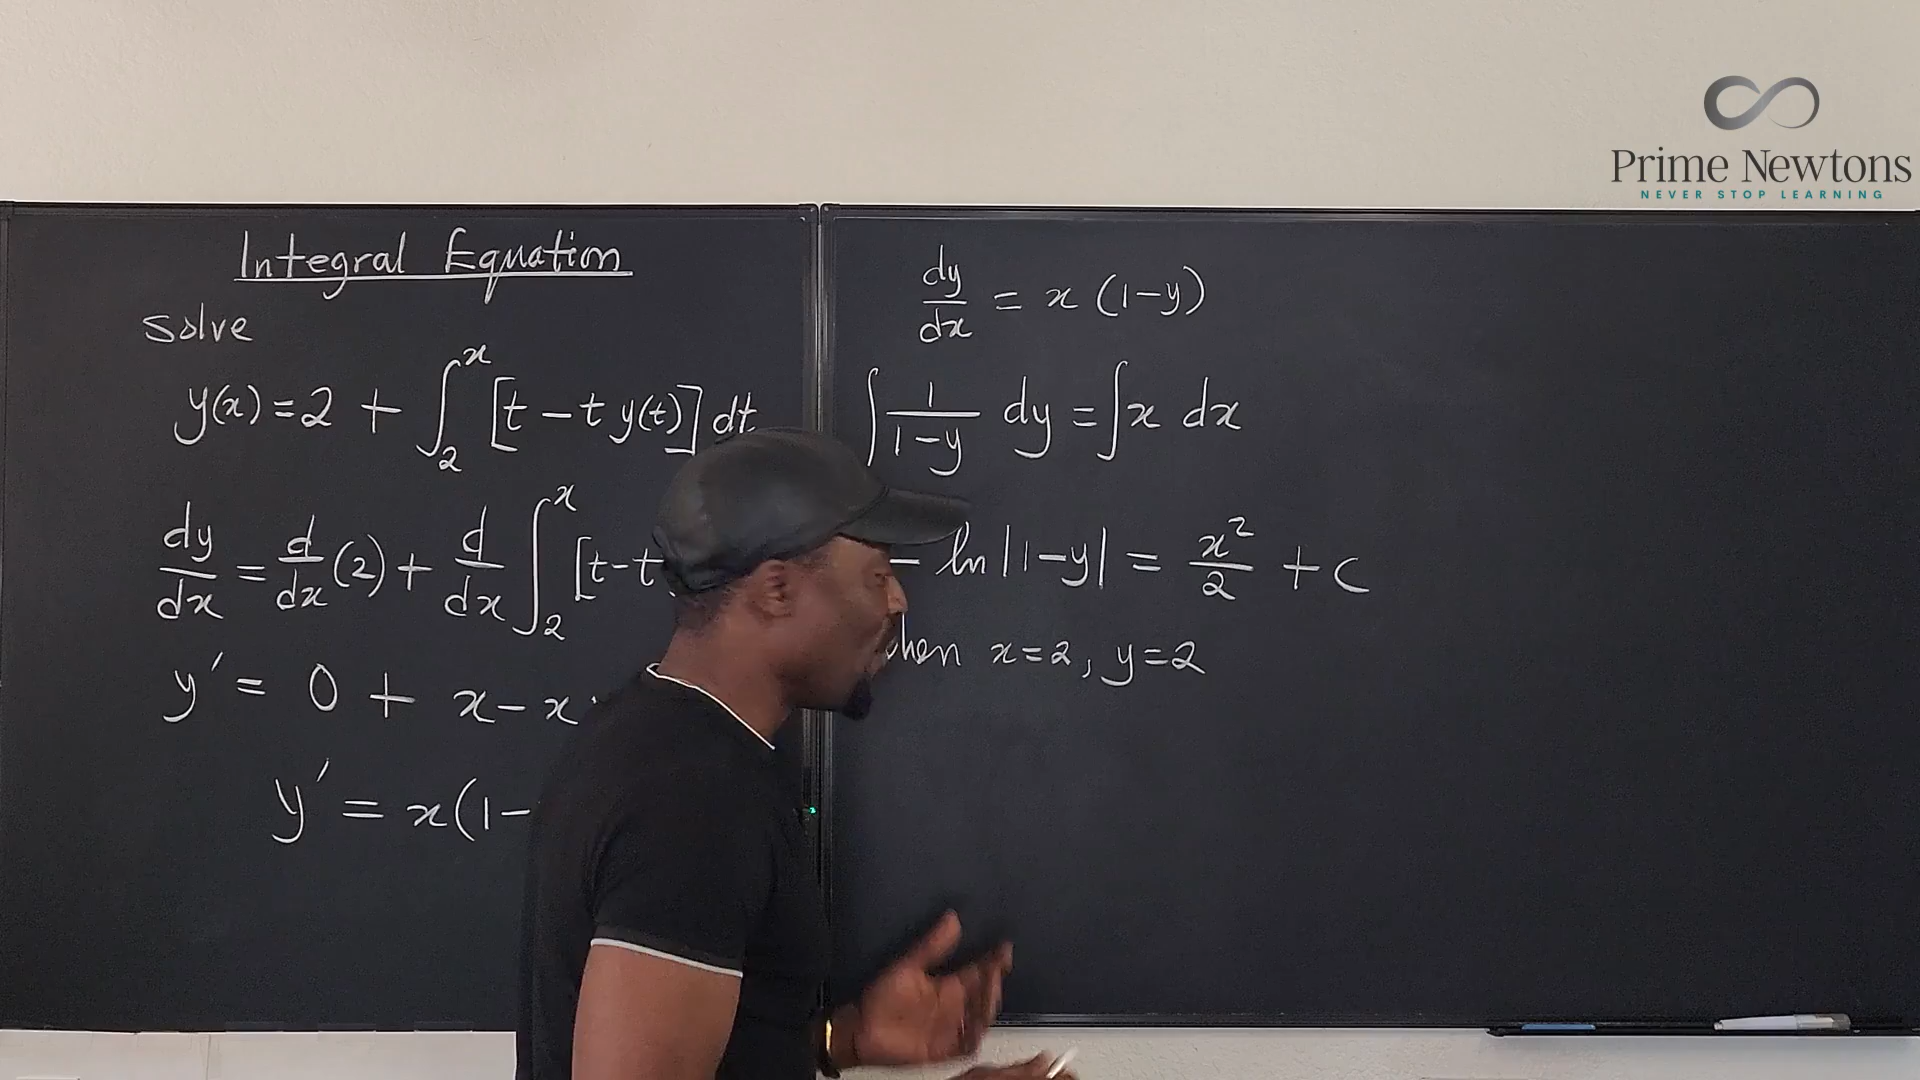 Prime Newtons
NEVER STOP LEARNING
Integral Equation
Solve
y(x) = 2 + ∫₂ˣ [t - t y(t)] dt
dy/dx = d/dx (2) + d/dx ∫₂ˣ [t - t
y' = 0 + x - x
y' = x(1 -
dy/dx = x (1-y)
∫ 1/(1-y) dy = ∫ x dx
- ln |1-y| = x²/2 + c
when x=2, y=2